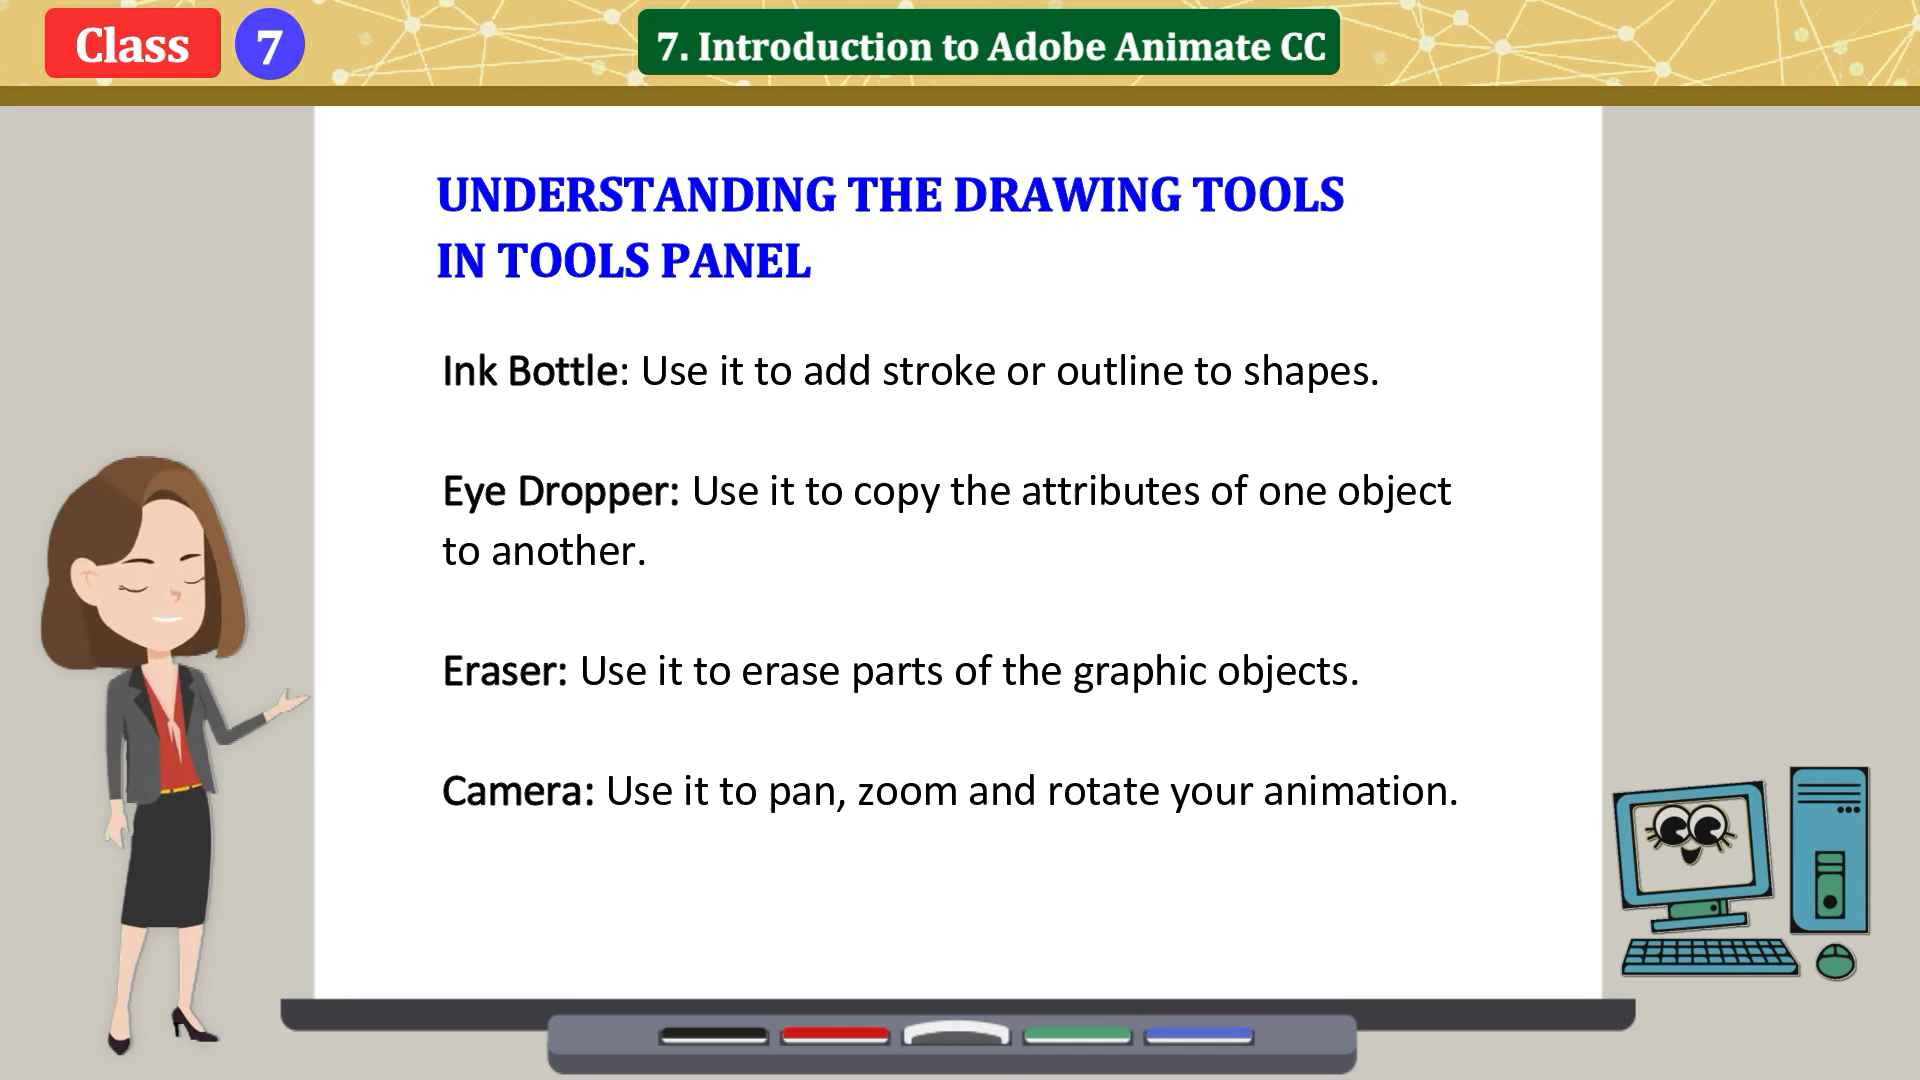 Class 7
7. Introduction to Adobe Animate CC
UNDERSTANDING THE DRAWING TOOLS
IN TOOLS PANEL
Ink Bottle: Use it to add stroke or outline to shapes.
Eye Dropper: Use it to copy the attributes of one object
to another.
Eraser: Use it to erase parts of the graphic objects.
Camera: Use it to pan, zoom and rotate your animation.